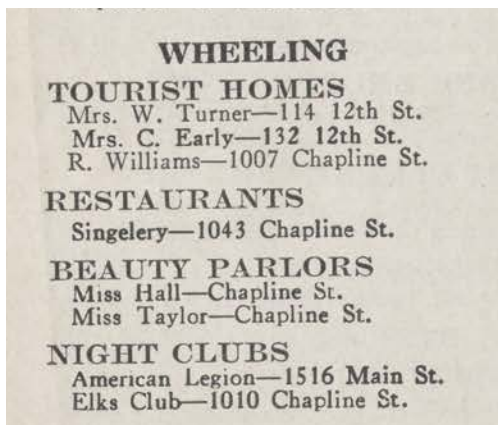 WHEELING
TOURIST HOMES
Mrs. W. Turner—114 12th St.
Mrs. C. Early—132 12th St.
R. Williams—1007 Chapline St.
RESTAURANTS
Singelery—1043 Chapline St.
BEAUTY PARLORS
Miss Hall—Chapline St.
Miss Taylor—Chapline St.
NIGHT CLUBS
American Legion—1516 Main St.
Elks Club—1010 Chapline St.